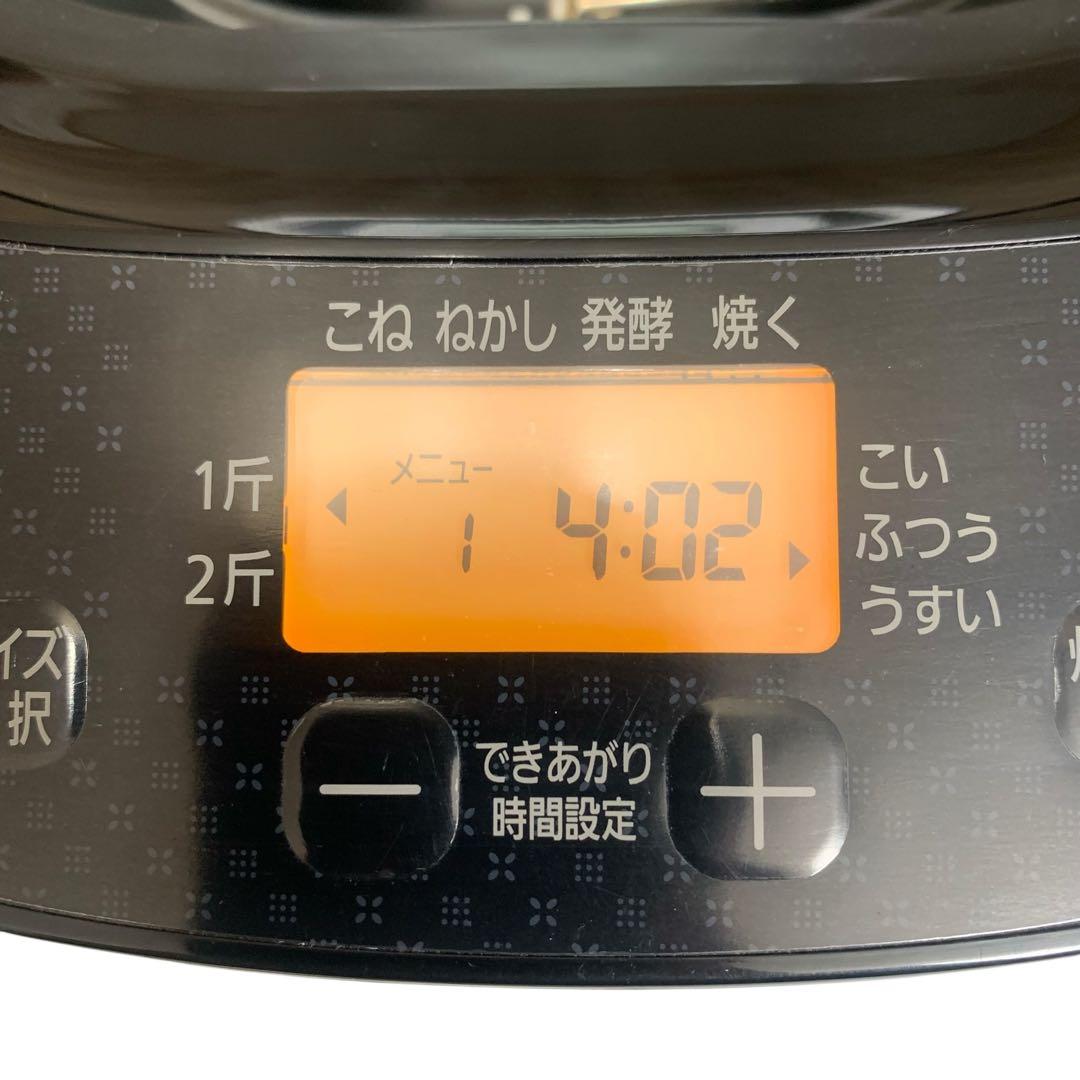 こね ねかし 発酵 焼く
1斤
2斤
メニュー
1 4:02
こい
ふつう
うすい
イズ
択
できあがり
時間設定